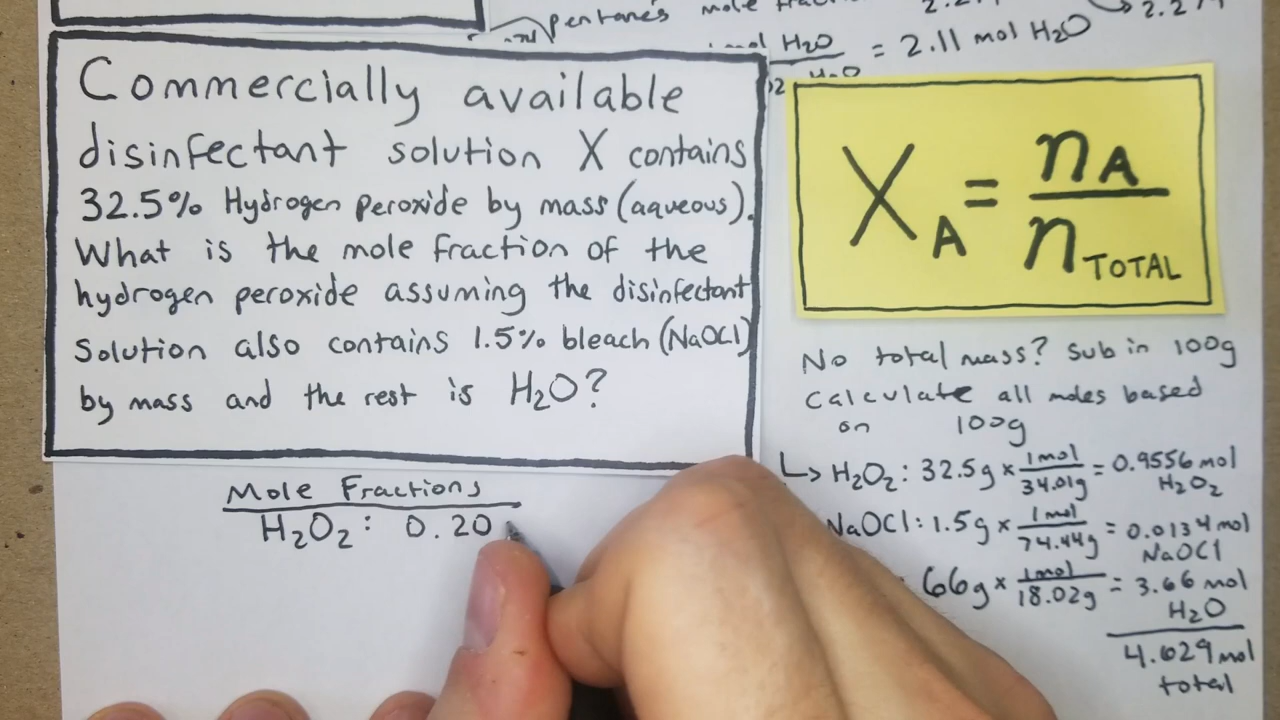 pentane's mole
H2O = 2.11 mol H2O
Commercially available
disinfectant solution X contains
32.5% Hydrogen peroxide by mass (aqueous).
What is the mole fraction of the
hydrogen peroxide assuming the disinfectant
Solution also contains 1.5% bleach (NaOCl)
by mass and the rest is H2O?
XA = nA / nTOTAL
No total mass? Sub in 100g
Calculate all moles based
on 100g
↳ H2O2: 32.5g × 1mol/34.01g = 0.9556 mol
H2O2
NaOCl: 1.5g × 1mol/74.44g = 0.0134 mol
NaOCl
66g × 1mol/18.02g = 3.66 mol
H2O
4.629 mol
total
Mole Fractions
H2O2: 0.20